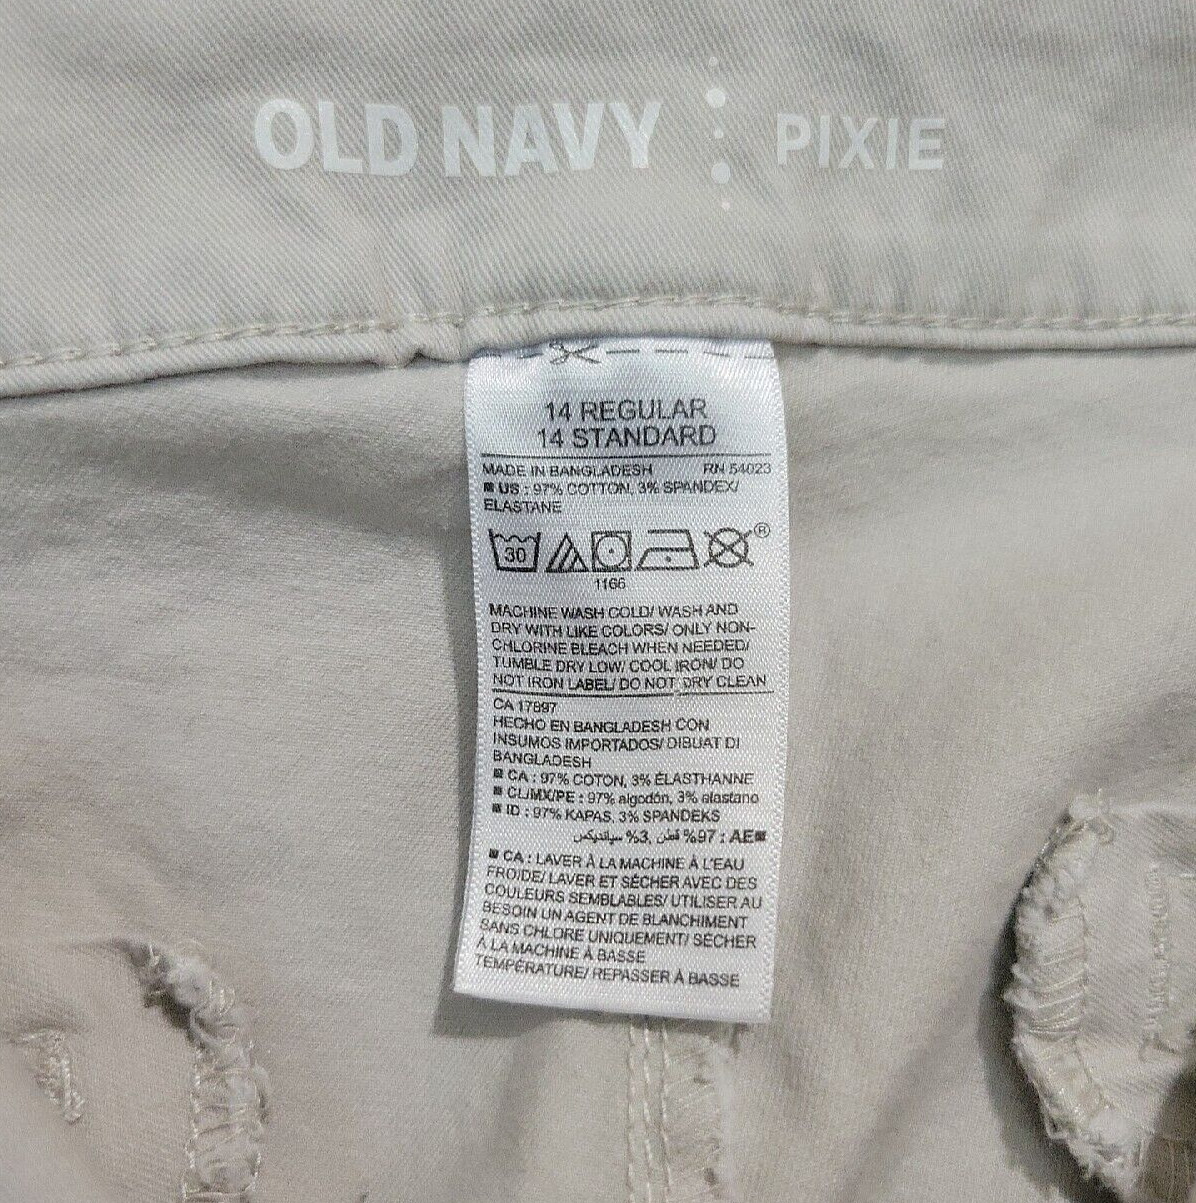 OLD NAVY PIXIE
14 REGULAR
14 STANDARD
MADE IN BANGLADESH RN 54023
US : 97% COTTON, 3% SPANDEX/
ELASTANE
30 ®
1166
MACHINE WASH COLD/ WASH AND
DRY WITH LIKE COLORS/ ONLY NON-
CHLORINE BLEACH WHEN NEEDED/
TUMBLE DRY LOW/ COOL IRON/ DO
NOT IRON LABEL/ DO NOT DRY CLEAN
CA 17897
HECHO EN BANGLADESH CON
INSUMOS IMPORTADOS/ DIBUAT DI
BANGLADESH
CA : 97% COTON, 3% ÉLASTHANNE
CL/MX/PE : 97% algodón, 3% elastano
ID : 97% KAPAS, 3% SPANDEKS
AE : 97% قطن, 3% سباندیکس
CA : LAVER À LA MACHINE À L'EAU
FROIDE/ LAVER ET SÉCHER AVEC DES
COULEURS SEMBLABLES/ UTILISER AU
BESOIN UN AGENT DE BLANCHIMENT
SANS CHLORE UNIQUEMENT/ SÉCHER
À LA MACHINE À BASSE
TEMPÉRATURE/ REPASSER À BASSE